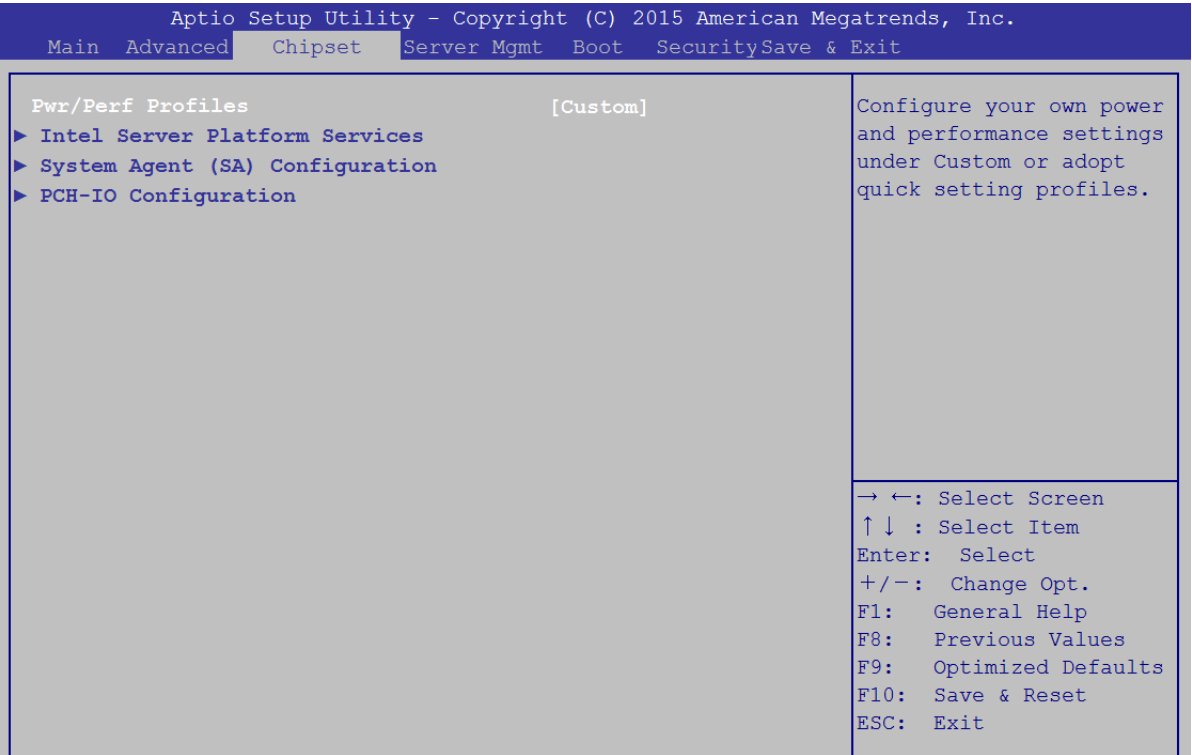 Aptio Setup Utility - Copyright (C) 2015 American Megatrends, Inc.
Main Advanced Chipset Server Mgmt Boot Security Save & Exit
Pwr/Perf Profiles [Custom]
► Intel Server Platform Services
► System Agent (SA) Configuration
► PCH-IO Configuration
Configure your own power
and performance settings
under Custom or adopt
quick setting profiles.
→ ←: Select Screen
↑↓ : Select Item
Enter: Select
+/-: Change Opt.
F1: General Help
F8: Previous Values
F9: Optimized Defaults
F10: Save & Reset
ESC: Exit